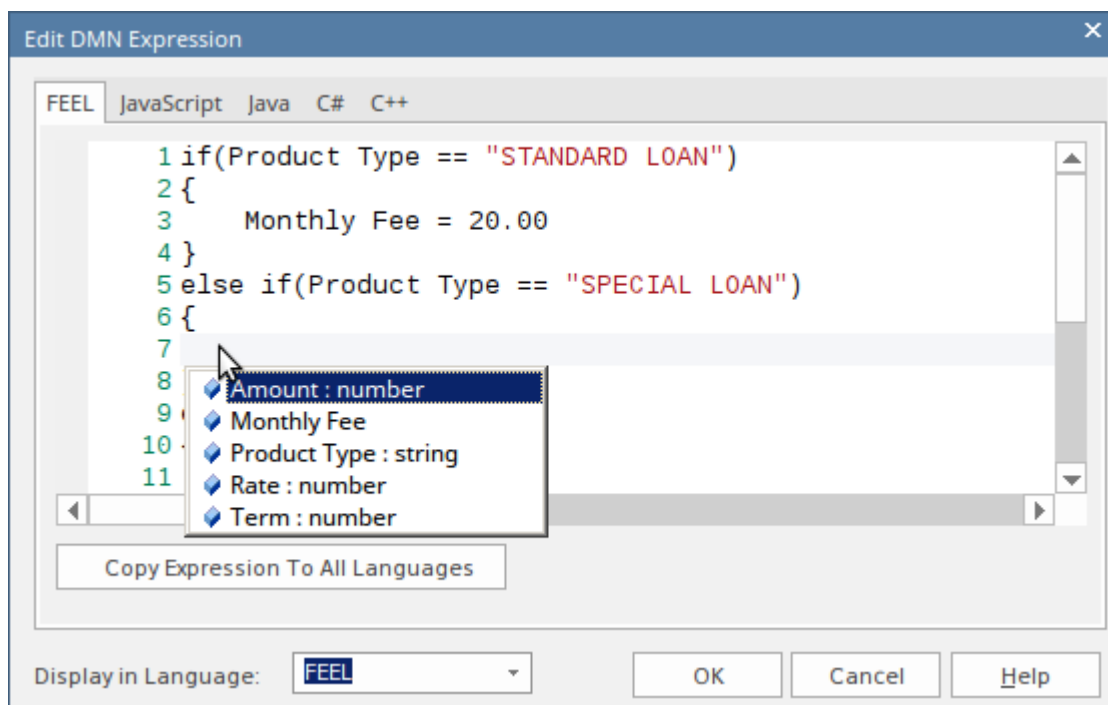 Edit DMN Expression
FEEL JavaScript Java C# C++
1 if(Product Type == "STANDARD LOAN")
2 {
3 Monthly Fee = 20.00
4 }
5 else if(Product Type == "SPECIAL LOAN")
6 {
7
8
9
10
11
Amount : number
Monthly Fee
Product Type : string
Rate : number
Term : number
Copy Expression To All Languages
Display in Language: FEEL OK Cancel Help